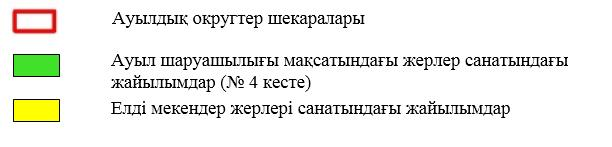 Ауылдық округтер шекаралары
Ауыл шаруашылығы мақсатындағы жерлер санатындағы
жайылымдар (№ 4 кесте)
Елді мекендер жерлері санатындағы жайылымдар